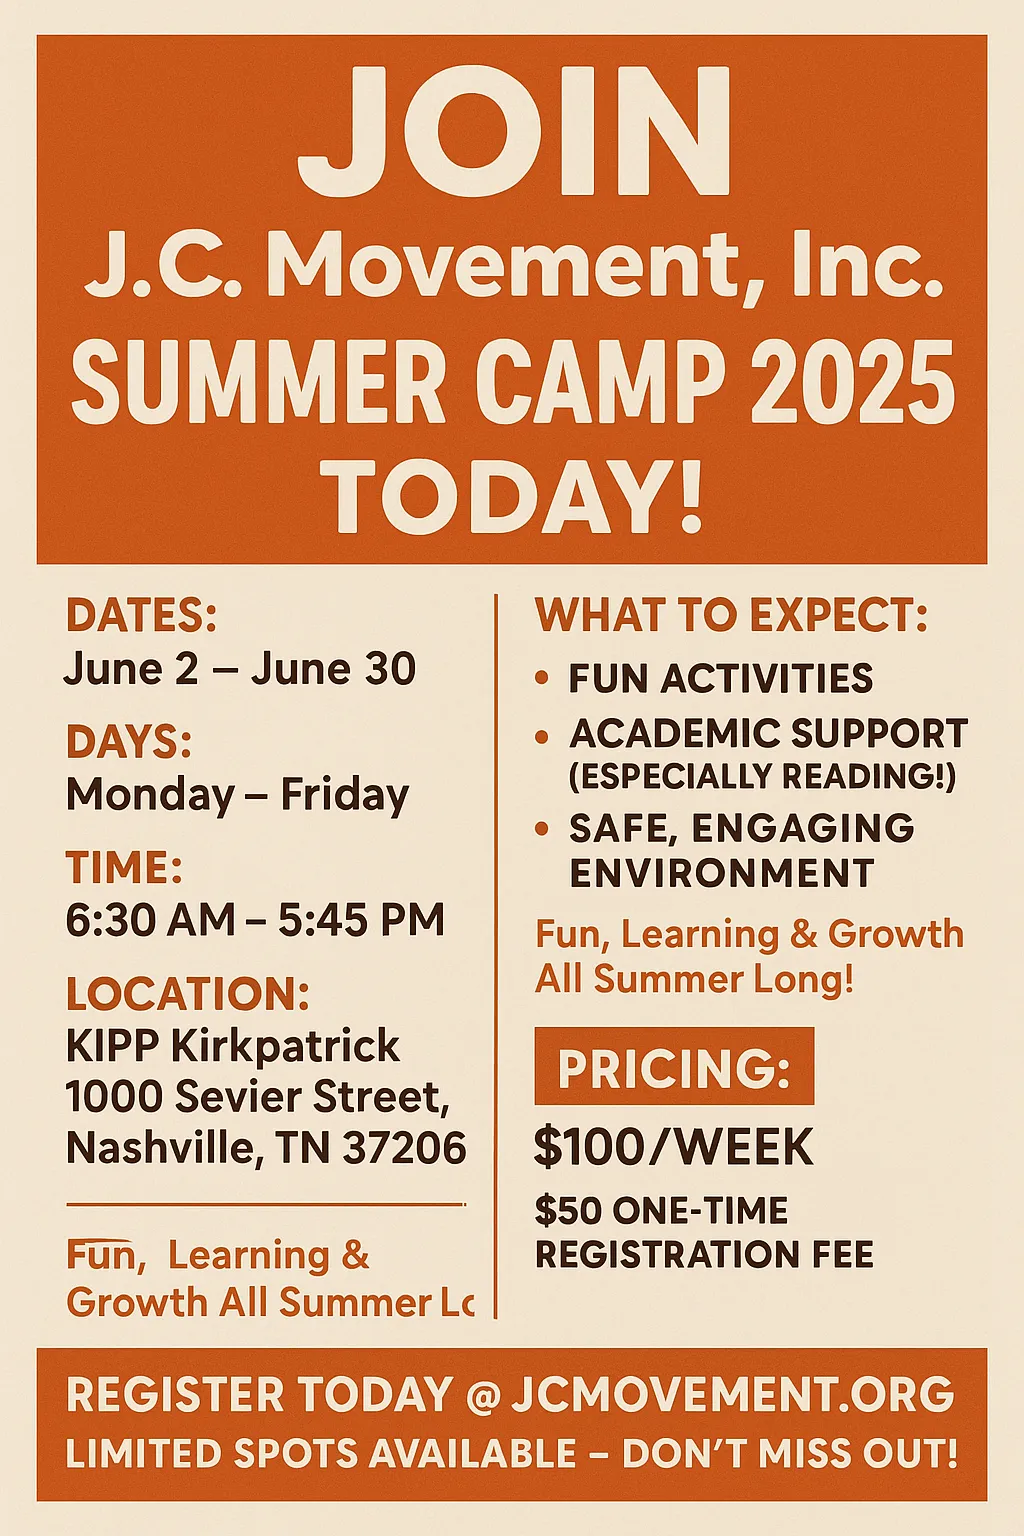 JOIN
J.C. Movement, Inc.
SUMMER CAMP 2025
TODAY!
DATES:
June 2 – June 30
DAYS:
Monday – Friday
TIME:
6:30 AM – 5:45 PM
LOCATION:
KIPP Kirkpatrick
1000 Sevier Street,
Nashville, TN 37206
Fun, Learning &
Growth All Summer Lo
WHAT TO EXPECT:
• FUN ACTIVITIES
• ACADEMIC SUPPORT
(ESPECIALLY READING!)
• SAFE, ENGAGING
ENVIRONMENT
Fun, Learning & Growth
All Summer Long!
PRICING:
$100/WEEK
$50 ONE-TIME
REGISTRATION FEE
REGISTER TODAY @ JCMOVEMENT.ORG
LIMITED SPOTS AVAILABLE – DON'T MISS OUT!